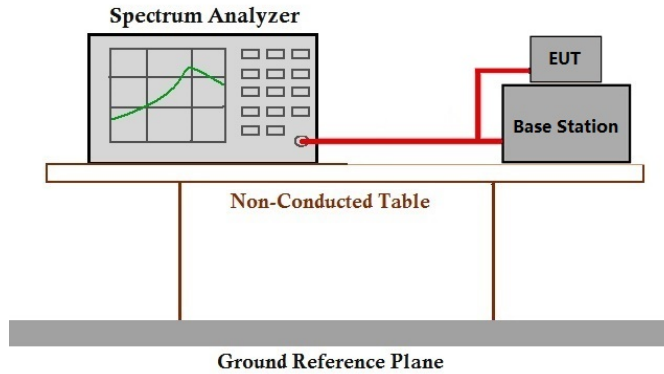 Spectrum Analyzer
EUT
Base Station
Non-Conducted Table
Ground Reference Plane